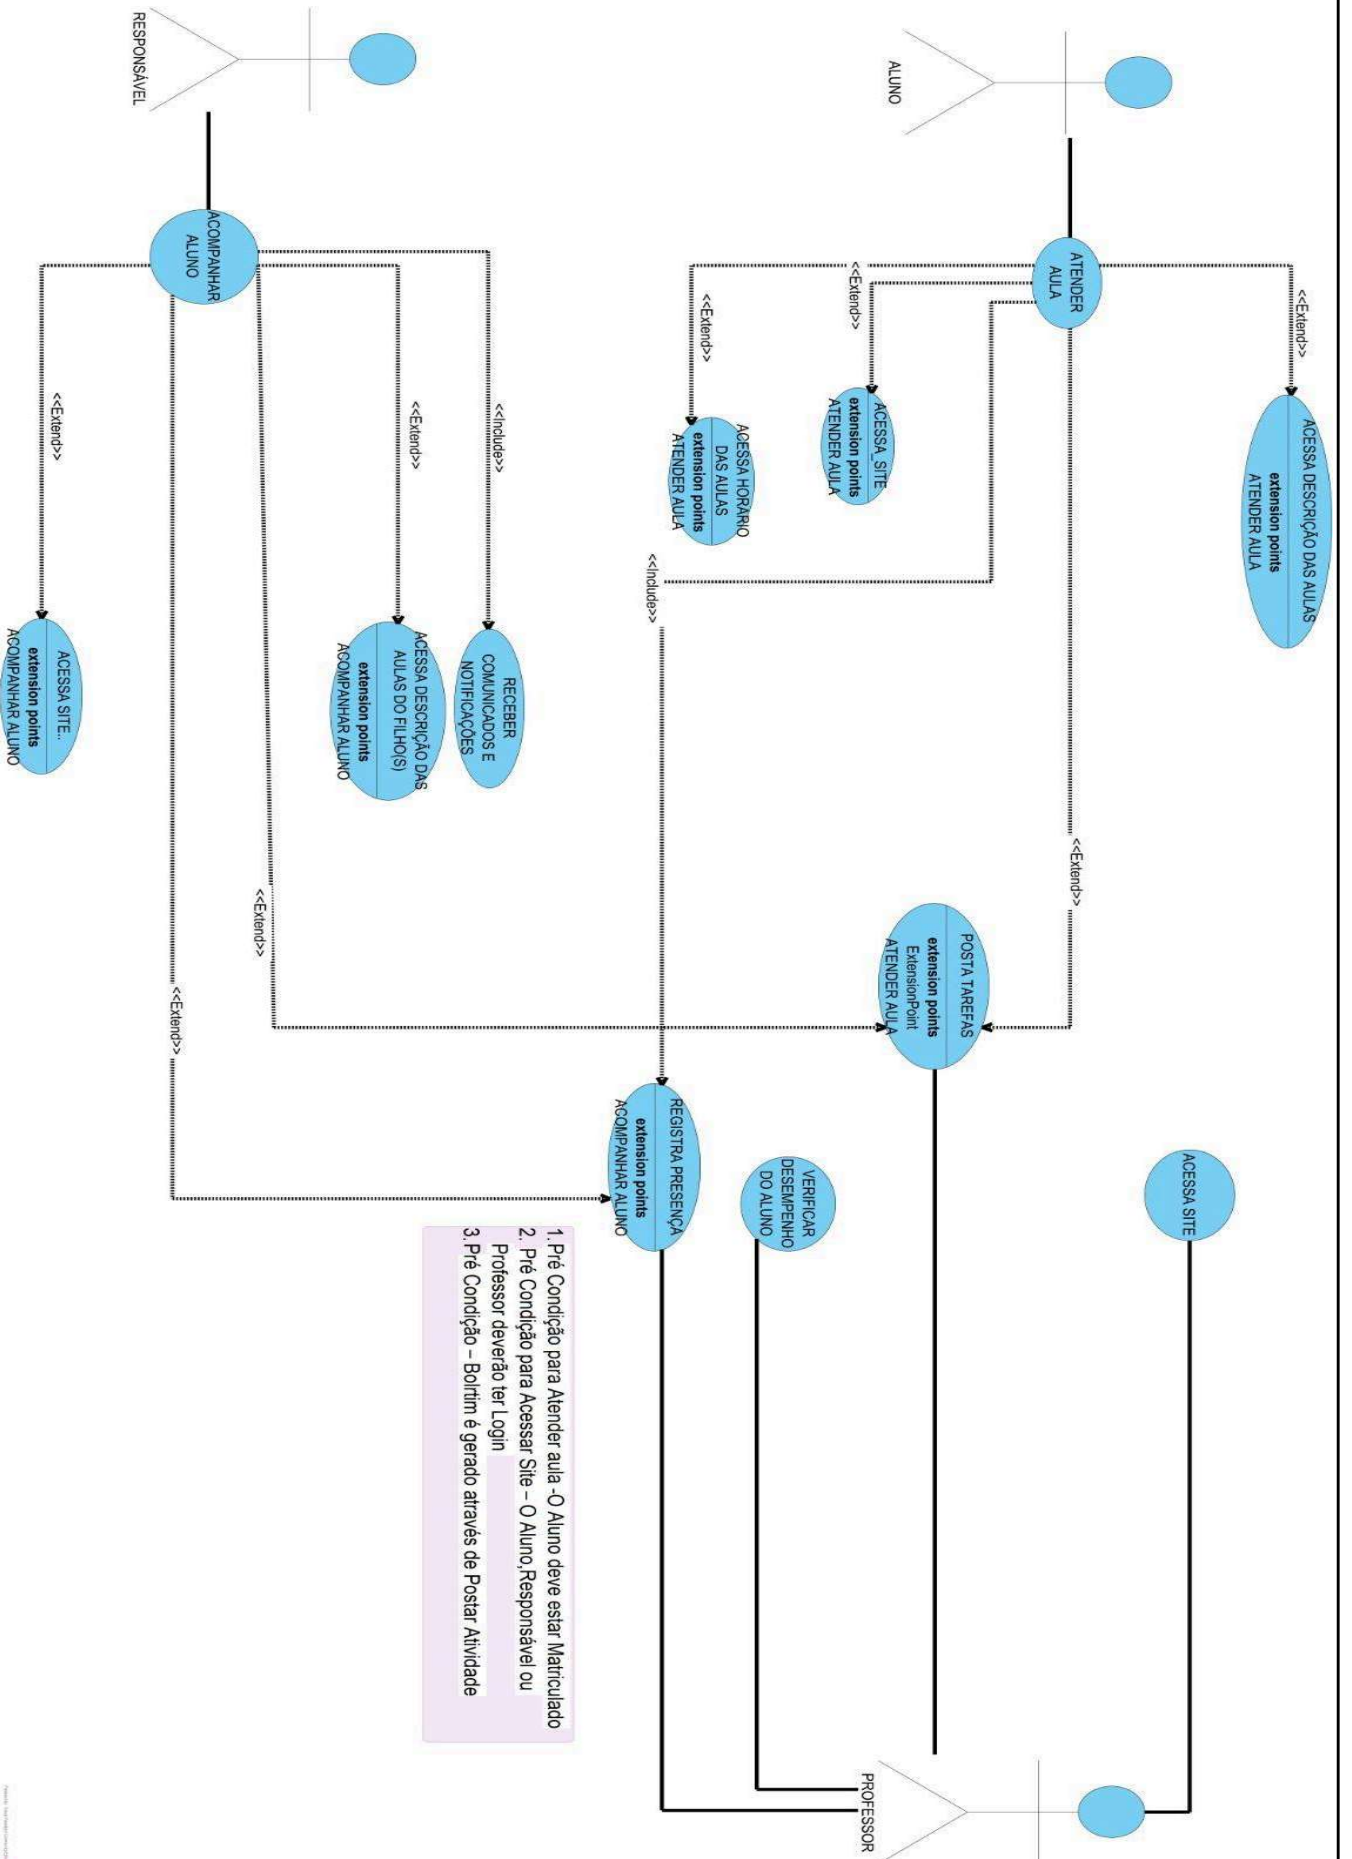 ALUNO
ATENDER
AULA
<<Extend>>
ACESSA DESCRIÇÃO DAS AULAS
extension points
ATENDER AULA
<<Extend>>
ACESSA_SITE
extension points
ATENDER AULA
<<Extend>>
ACESSA HORARIO
DAS AULAS
extension points
ATENDER AULA
<<Include>>
<<Extend>>
POSTA TAREFAS
extension points
ExtensionPoint
ATENDER AULA
ACESSA SITE
VERIFICAR
DESEMPENHO
DO ALUNO
REGISTRA PRESENÇA
extension points
ACOMPANHAR ALUNO
PROFESSOR
RESPONSÁVEL
ACOMPANHAR
ALUNO
<<Include>>
RECEBER
COMUNICADOS E
NOTIFICAÇÕES
<<Extend>>
ACESSA DESCRIÇÃO DAS
AULAS DO FILHO(S)
extension points
ACOMPANHAR ALUNO
<<Extend>>
<<Extend>>
<<Extend>>
ACESSA SITE..
extension points
ACOMPANHAR ALUNO
1. Pré Condição para Atender aula -O Aluno deve estar Matriculado
2. Pré Condição para Acessar Site – O Aluno,Responsável ou
Professor deverão ter Login
3. Pré Condição – Bolrtim é gerado através de Postar Atividade